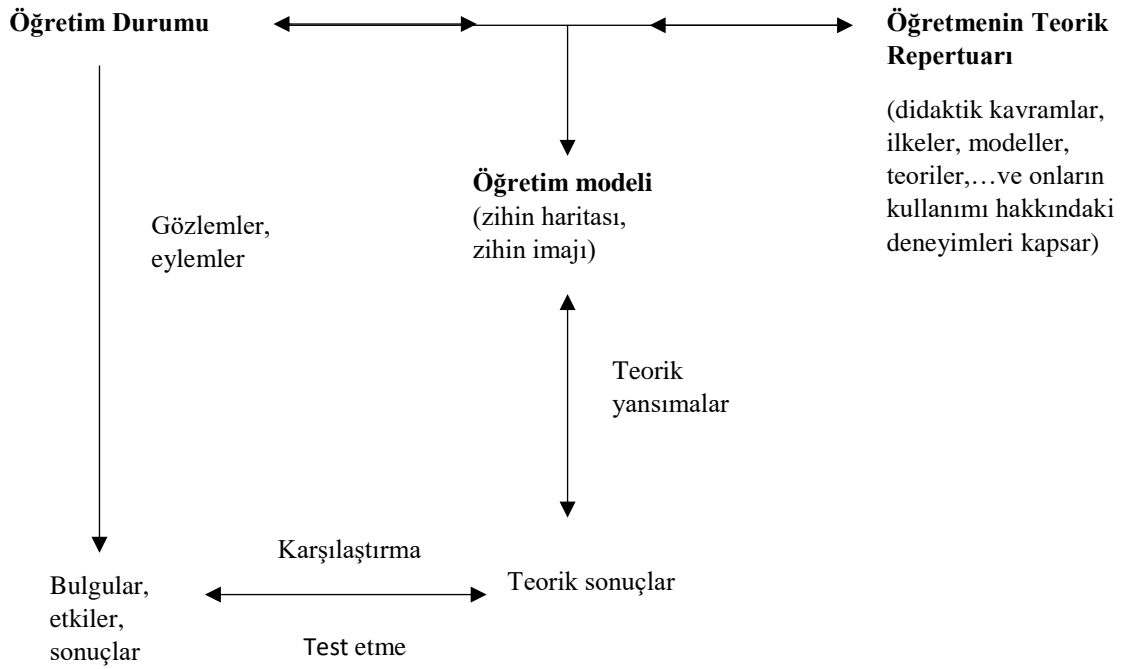 Öğretim Durumu
Öğretmenin Teorik
Repertuarı
(didaktik kavramlar,
ilkeler, modeller,
teoriler,…ve onların
kullanımı hakkındaki
deneyimleri kapsar)
Öğretim modeli
(zihin haritası,
zihin imajı)
Gözlemler,
eylemler
Teorik
yansımalar
Karşılaştırma
Bulgular,
etkiler,
sonuçlar
Teorik sonuçlar
Test etme